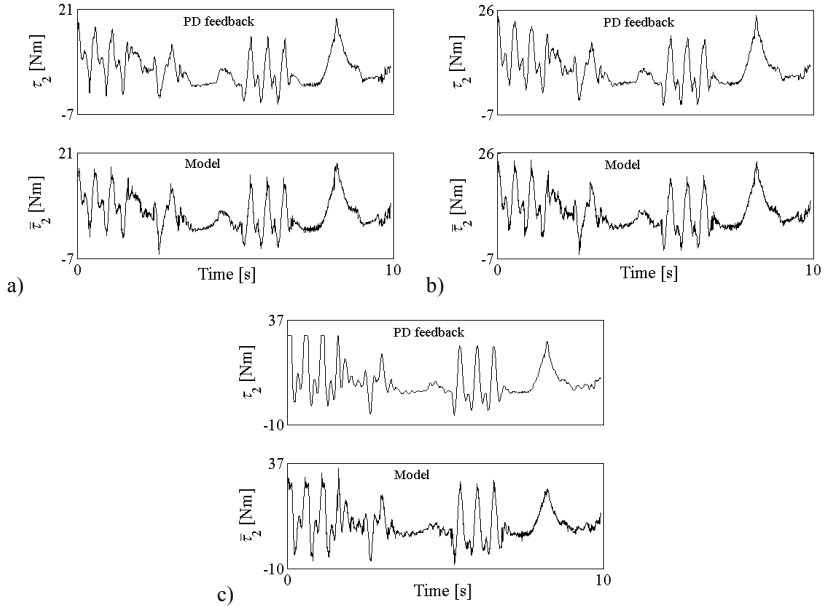 21
PD feedback
τ₂ [Nm]
-7
21
Model
τ̄₂ [Nm]
-7
0
Time [s]
10
a)
26
PD feedback
τ₂ [Nm]
-7
26
Model
τ̄₂ [Nm]
-7
0
Time [s]
10
b)
37
PD feedback
τ₂ [Nm]
-10
37
Model
τ̄₂ [Nm]
-10
0
Time [s]
10
c)